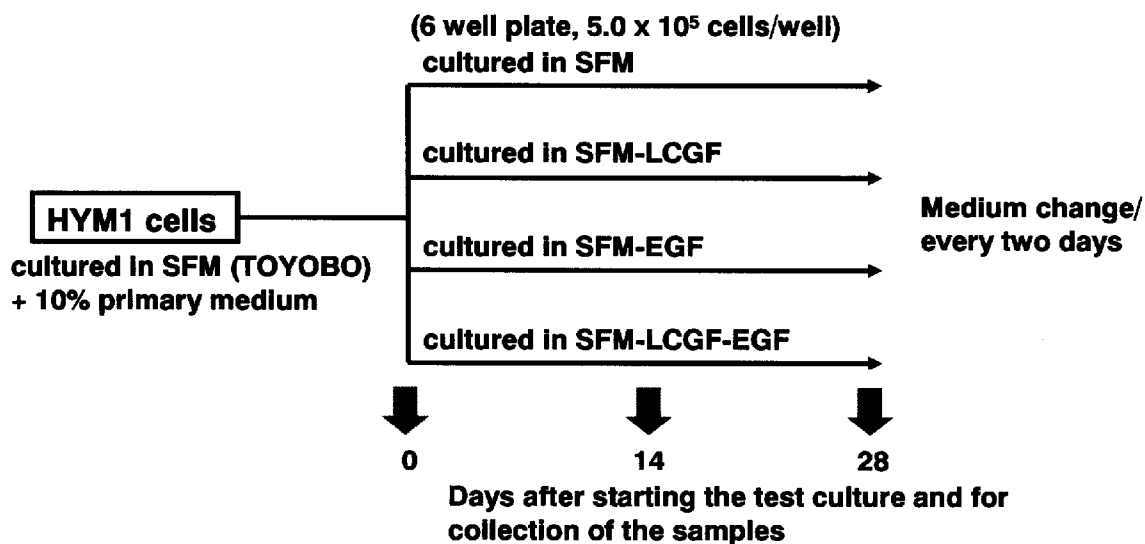 (6 well plate, 5.0 x 10⁵ cells/well)
cultured in SFM
cultured in SFM-LCGF
HYM1 cells
cultured in SFM (TOYOBO)
+ 10% primary medium
cultured in SFM-EGF
cultured in SFM-LCGF-EGF
Medium change/
every two days
0
14
28
Days after starting the test culture and for
collection of the samples